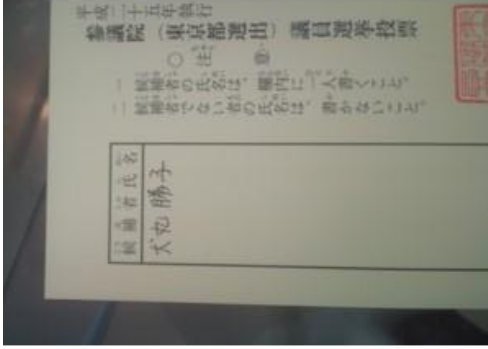 平成二十五年執行
参議院（東京都選出）議員選挙投票
○注意
一 候補者の氏名は、欄内に一人書くこと。
二 候補者でない者の氏名は、書かないこと。
候補者氏名
犬丸勝子